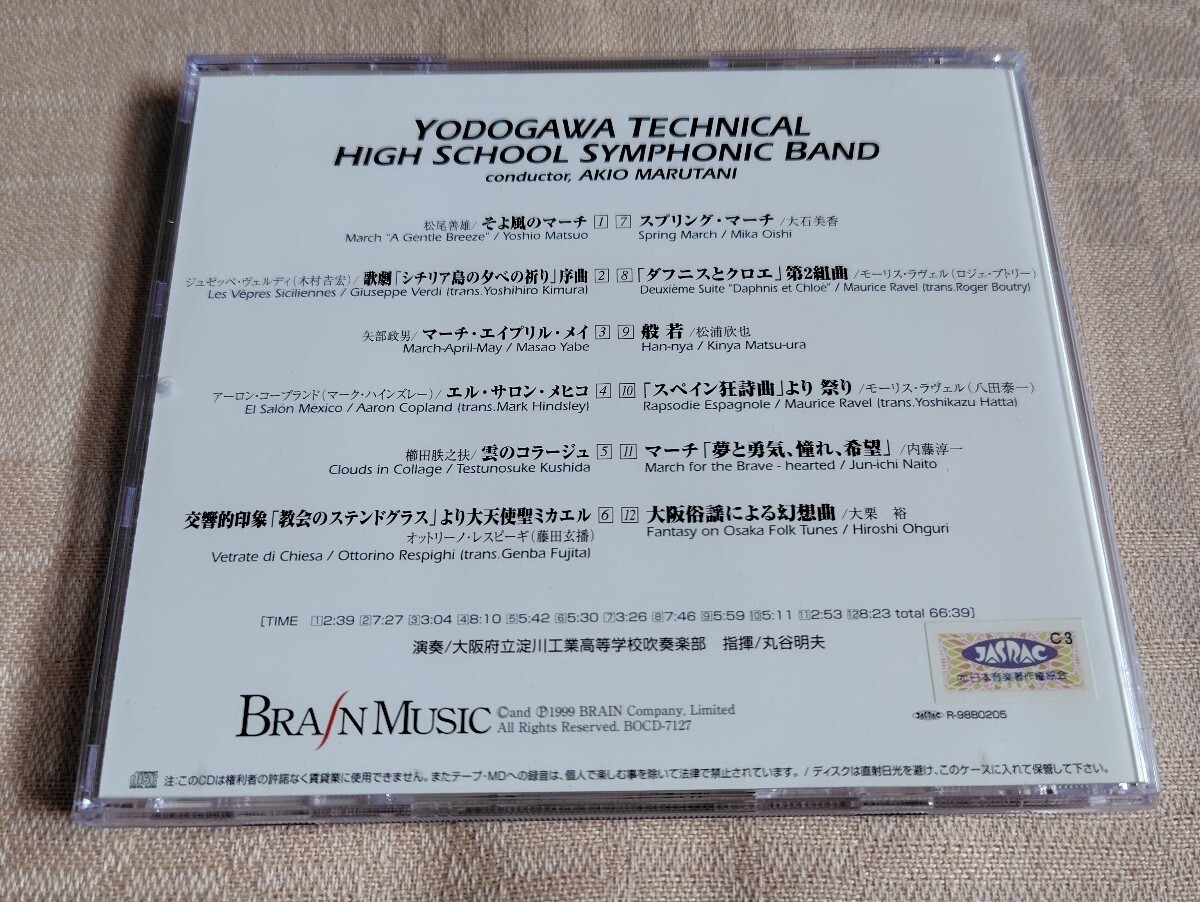 YODOGAWA TECHNICAL
HIGH SCHOOL SYMPHONIC BAND
conductor, AKIO MARUTANI
松尾善雄/そよ風のマーチ 1
March "A Gentle Breeze" / Yoshio Matsuo
ジュゼッペ・ヴェルディ(木村吉宏)/歌劇「シチリア島の夕べの祈り」序曲 2
Les Vêpres Siciliennes / Giuseppe Verdi (trans.Yoshihiro Kimura)
矢部政男/マーチ・エイプリル・メイ 3
March-April-May / Masao Yabe
アーロン・コープランド(マーク・ハインズレー)/エル・サロン・メヒコ 4
El Salón México / Aaron Copland (trans.Mark Hindsley)
櫛田胅之扶/雲のコラージュ 5
Clouds in Collage / Testunosuke Kushida
交響的印象「教会のステンドグラス」より大天使聖ミカエル 6
オットリーノ・レスピーギ(藤田玄播)
Vetrate di Chiesa / Ottorino Respighi (trans.Genba Fujita)
7 スプリング・マーチ/大石美香
Spring March / Mika Oishi
8 「ダフニスとクロエ」第2組曲/モーリス・ラヴェル(ロジェ・ブトリー)
Deuxième Suite "Daphnis et Chloé" / Maurice Ravel (trans.Roger Boutry)
9 般若/松浦欣也
Han-nya / Kinya Matsu-ura
10 「スペイン狂詩曲」より 祭り/モーリス・ラヴェル(八田泰一)
Rapsodie Espagnole / Maurice Ravel (trans.Yoshikazu Hatta)
11 マーチ「夢と勇気、憧れ、希望」/内藤淳一
March for the Brave - hearted / Jun-ichi Naito
12 大阪俗謡による幻想曲/大栗 裕
Fantasy on Osaka Folk Tunes / Hiroshi Ohguri
[TIME 1 2:39 2 7:27 3 3:04 4 8:10 5 5:42 6 5:30 7 3:26 8 7:46 9 5:59 10 5:11 11 2:53 12 8:23 total 66:39]
演奏/大阪府立淀川工業高等学校吹奏楽部 指揮/丸谷明夫
C3
JASRAC
日本音楽著作権協会
JASRAC R-9880205
BRAIN MUSIC
©and ℗1999 BRAIN Company, Limited
All Rights Reserved. BOCD-7127
注:このCDは権利者の許諾なく賃貸業に使用できません。またテープ・MDへの録音は、個人で楽しむ事を除いて法律で禁止されています。/ディスクは直射日光を避け、このケースに入れて保管して下さい。